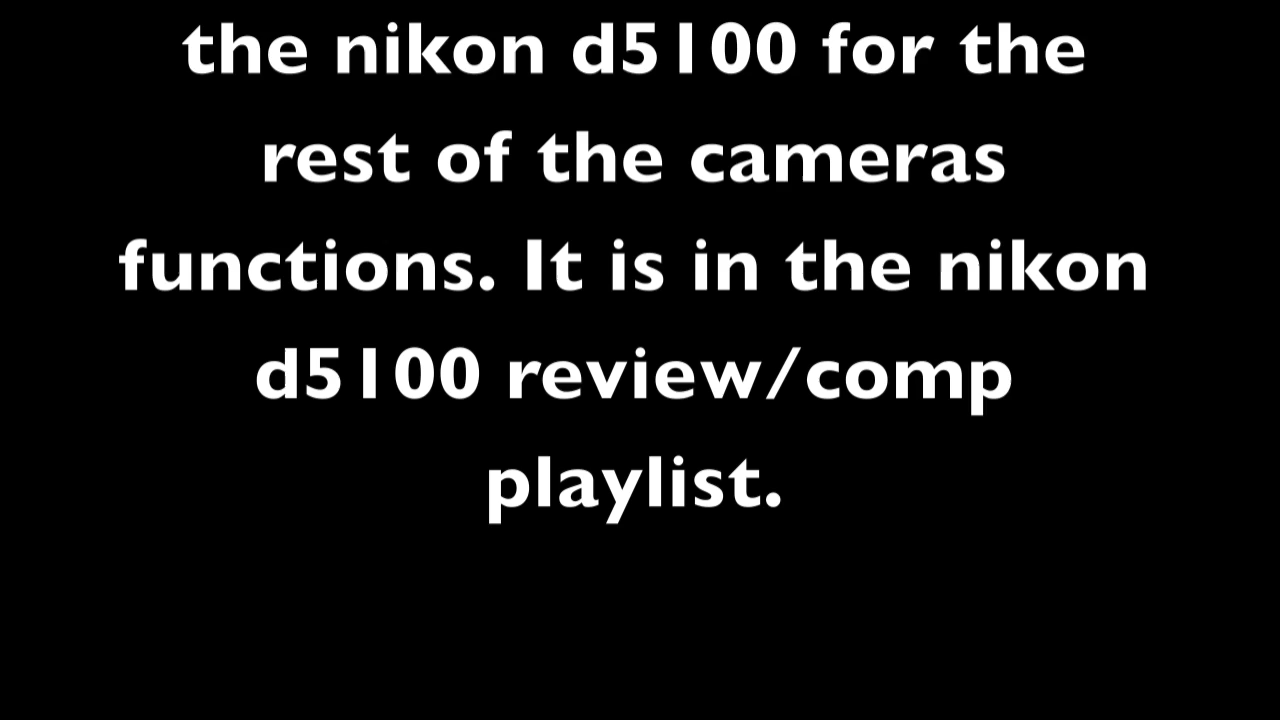 the nikon d5100 for the
rest of the cameras
functions. It is in the nikon
d5100 review/comp
playlist.